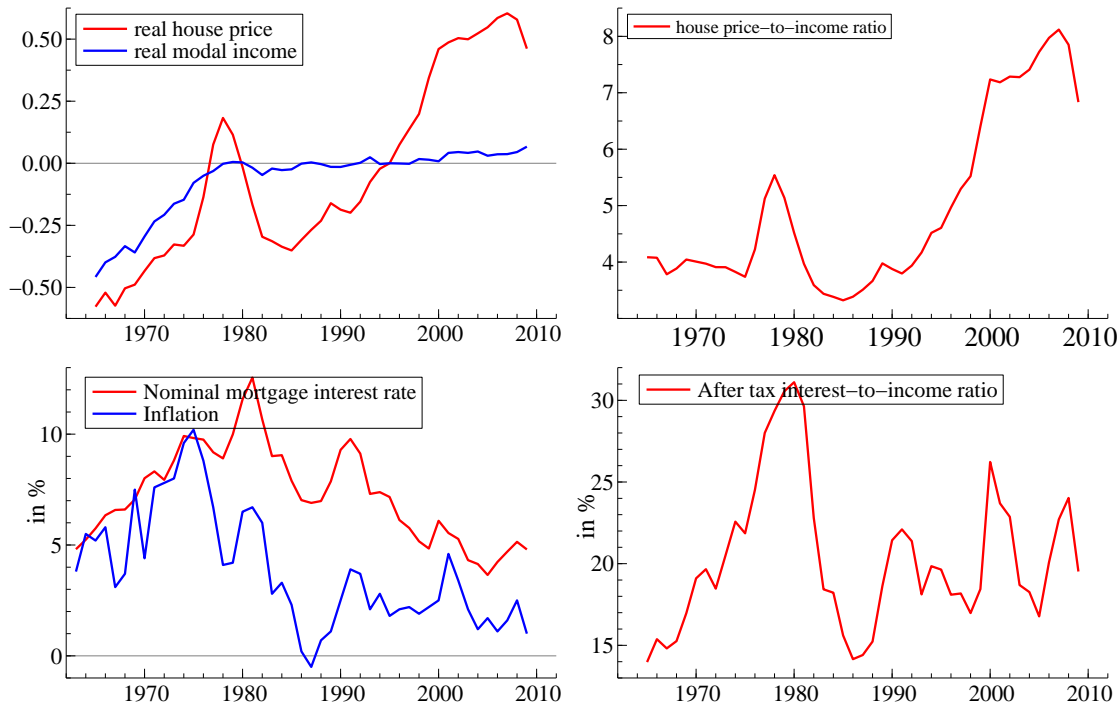 real house price
real modal income
0.50
0.25
0.00
−0.25
−0.50
1970 1980 1990 2000 2010
house price−to−income ratio
8
7
6
5
4
1970 1980 1990 2000 2010
Nominal mortgage interest rate
Inflation
in %
10
5
0
1970 1980 1990 2000 2010
After tax interest−to−income ratio
in %
30
25
20
15
1970 1980 1990 2000 2010